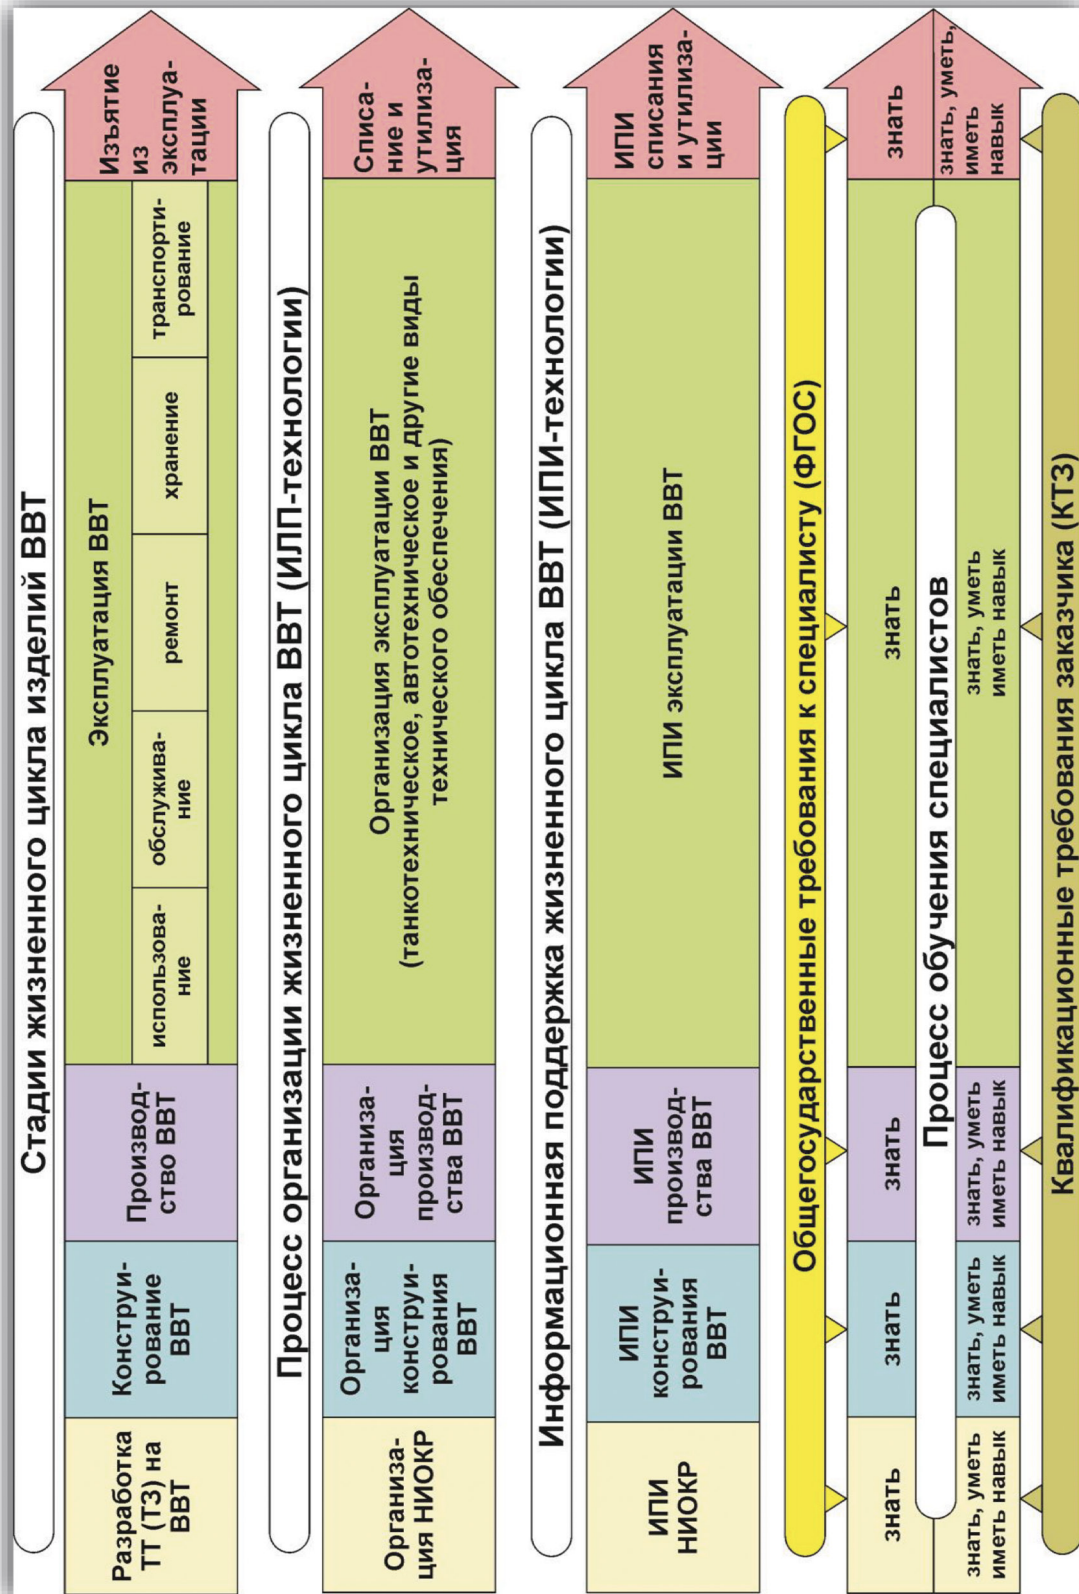 Стадии жизненного цикла изделий ВВТ
Разработка
ТТ (ТЗ) на
ВВТ
Конструи-
рование
ВВТ
Производ-
ство ВВТ
Эксплуатация ВВТ
использова-
ние
обслужива-
ние
ремонт
хранение
транспорти-
рование
Изъятие
из
эксплуа-
тации
Процесс организации жизненного цикла ВВТ (ИЛП-технологии)
Организа-
ция НИОКР
Организа-
ция
конструи-
рования
ВВТ
Организа-
ция
производ-
ства ВВТ
Организация эксплуатации ВВТ
(танкотехническое, автотехническое и другие виды
технического обеспечения)
Списа-
ние и
утилиза-
ция
Информационная поддержка жизненного цикла ВВТ (ИПИ-технологии)
ИПИ
НИОКР
ИПИ
конструи-
рования
ВВТ
ИПИ
производ-
ства ВВТ
ИПИ эксплуатации ВВТ
ИПИ
списания
и утилиза-
ции
Общегосударственные требования к специалисту (ФГОС)
знать
знать
знать
знать
знать
Процесс обучения специалистов
знать, уметь
иметь навык
знать, уметь
иметь навык
знать, уметь
иметь навык
знать, уметь
иметь навык
знать, уметь,
иметь
навык
Квалификационные требования заказчика (КТЗ)